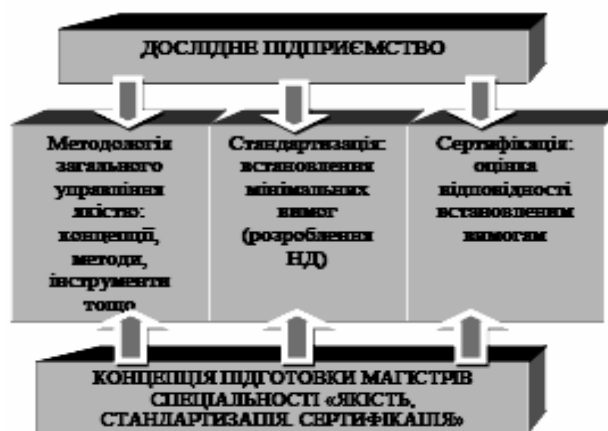 ДОСЛІДНЕ ПІДПРИЄМСТВО
Методологія
загального
управління
якістю:
концепції,
методи,
інструменти
тощо
Стандартизація:
встановлення
мінімальних
вимог
(розроблення
НД)
Сертифікація:
оцінка
відповідності
встановленим
вимогам
КОНЦЕПЦІЯ ПІДГОТОВКИ МАГІСТРІВ
СПЕЦІАЛЬНОСТІ «ЯКІСТЬ,
СТАНДАРТИЗАЦІЯ. СЕРТИФІКАЦІЯ»